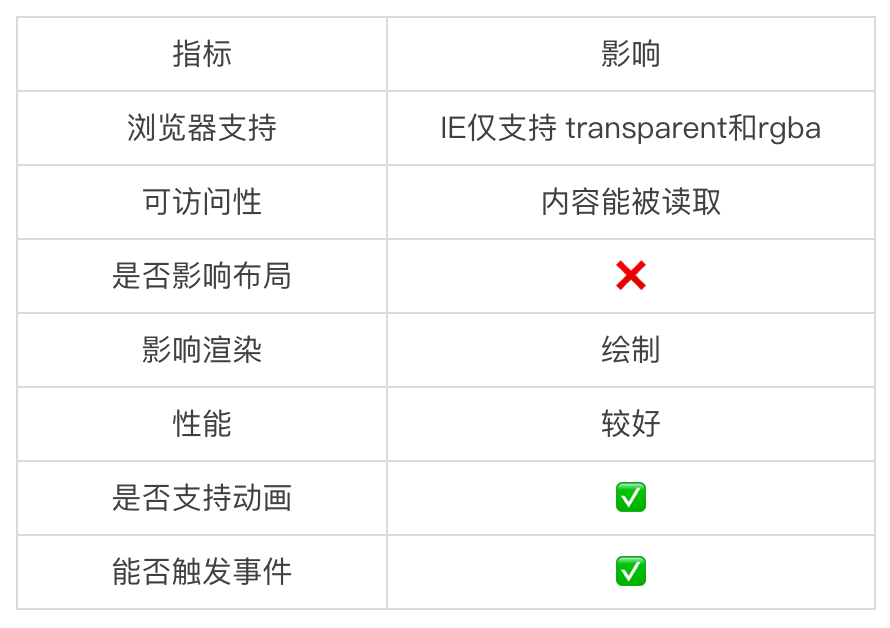 指标 影响
浏览器支持 IE仅支持 transparent和rgba
可访问性 内容能被读取
是否影响布局 ❌
影响渲染 绘制
性能 较好
是否支持动画 ✅
能否触发事件 ✅